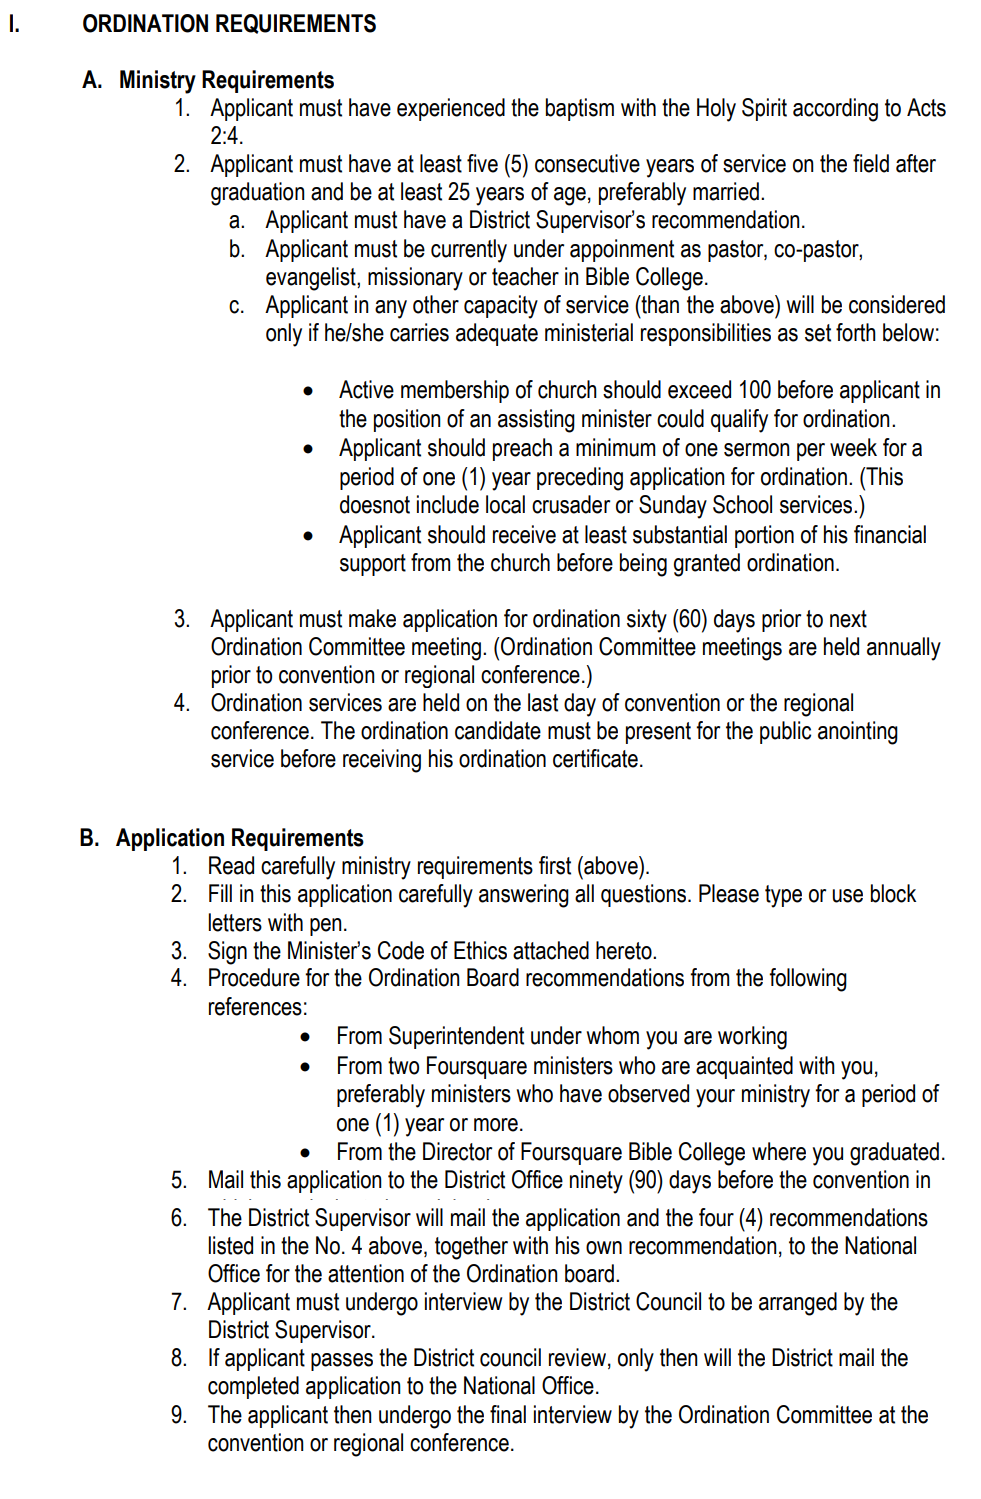 I. ORDINATION REQUIREMENTS
A. Ministry Requirements
1. Applicant must have experienced the baptism with the Holy Spirit according to Acts
2:4.
2. Applicant must have at least five (5) consecutive years of service on the field after
graduation and be at least 25 years of age, preferably married.
a. Applicant must have a District Supervisor's recommendation.
b. Applicant must be currently under appoinment as pastor, co-pastor,
evangelist, missionary or teacher in Bible College.
c. Applicant in any other capacity of service (than the above) will be considered
only if he/she carries adequate ministerial responsibilities as set forth below:
• Active membership of church should exceed 100 before applicant in
the position of an assisting minister could qualify for ordination.
• Applicant should preach a minimum of one sermon per week for a
period of one (1) year preceding application for ordination. (This
doesnot include local crusader or Sunday School services.)
• Applicant should receive at least substantial portion of his financial
support from the church before being granted ordination.
3. Applicant must make application for ordination sixty (60) days prior to next
Ordination Committee meeting. (Ordination Committee meetings are held annually
prior to convention or regional conference.)
4. Ordination services are held on the last day of convention or the regional
conference. The ordination candidate must be present for the public anointing
service before receiving his ordination certificate.
B. Application Requirements
1. Read carefully ministry requirements first (above).
2. Fill in this application carefully answering all questions. Please type or use block
letters with pen.
3. Sign the Minister's Code of Ethics attached hereto.
4. Procedure for the Ordination Board recommendations from the following
references:
• From Superintendent under whom you are working
• From two Foursquare ministers who are acquainted with you,
preferably ministers who have observed your ministry for a period of
one (1) year or more.
• From the Director of Foursquare Bible College where you graduated.
5. Mail this application to the District Office ninety (90) days before the convention in
6. The District Supervisor will mail the application and the four (4) recommendations
listed in the No. 4 above, together with his own recommendation, to the National
Office for the attention of the Ordination board.
7. Applicant must undergo interview by the District Council to be arranged by the
District Supervisor.
8. If applicant passes the District council review, only then will the District mail the
completed application to the National Office.
9. The applicant then undergo the final interview by the Ordination Committee at the
convention or regional conference.